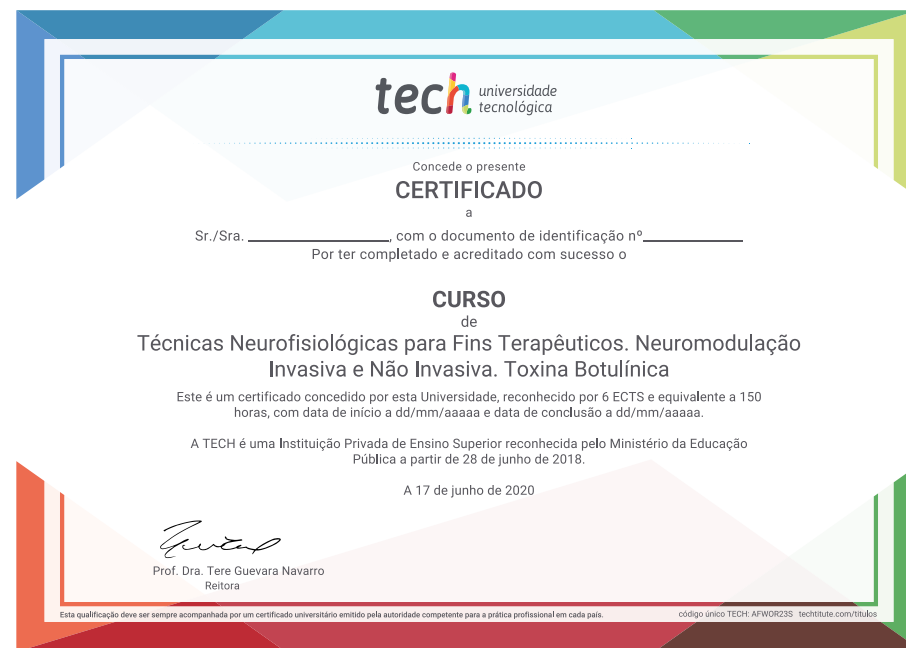 tech universidade
tecnológica
Concede o presente
CERTIFICADO
a
Sr./Sra. ______________, com o documento de identificação nº__________
Por ter completado e acreditado com sucesso o
CURSO
de
Técnicas Neurofisiológicas para Fins Terapêuticos. Neuromodulação
Invasiva e Não Invasiva. Toxina Botulínica
Este é um certificado concedido por esta Universidade, reconhecido por 6 ECTS e equivalente a 150
horas, com data de início a dd/mm/aaaaa e data de conclusão a dd/mm/aaaaa.
A TECH é uma Instituição Privada de Ensino Superior reconhecida pelo Ministério da Educação
Pública a partir de 28 de junho de 2018.
A 17 de junho de 2020
Prof. Dra. Tere Guevara Navarro
Reitora
Esta qualificação deve ser sempre acompanhada por um certificado universitário emitido pela autoridade competente para a prática profissional em cada país.
código único TECH: AFWOR23S techtitute.com/titulos